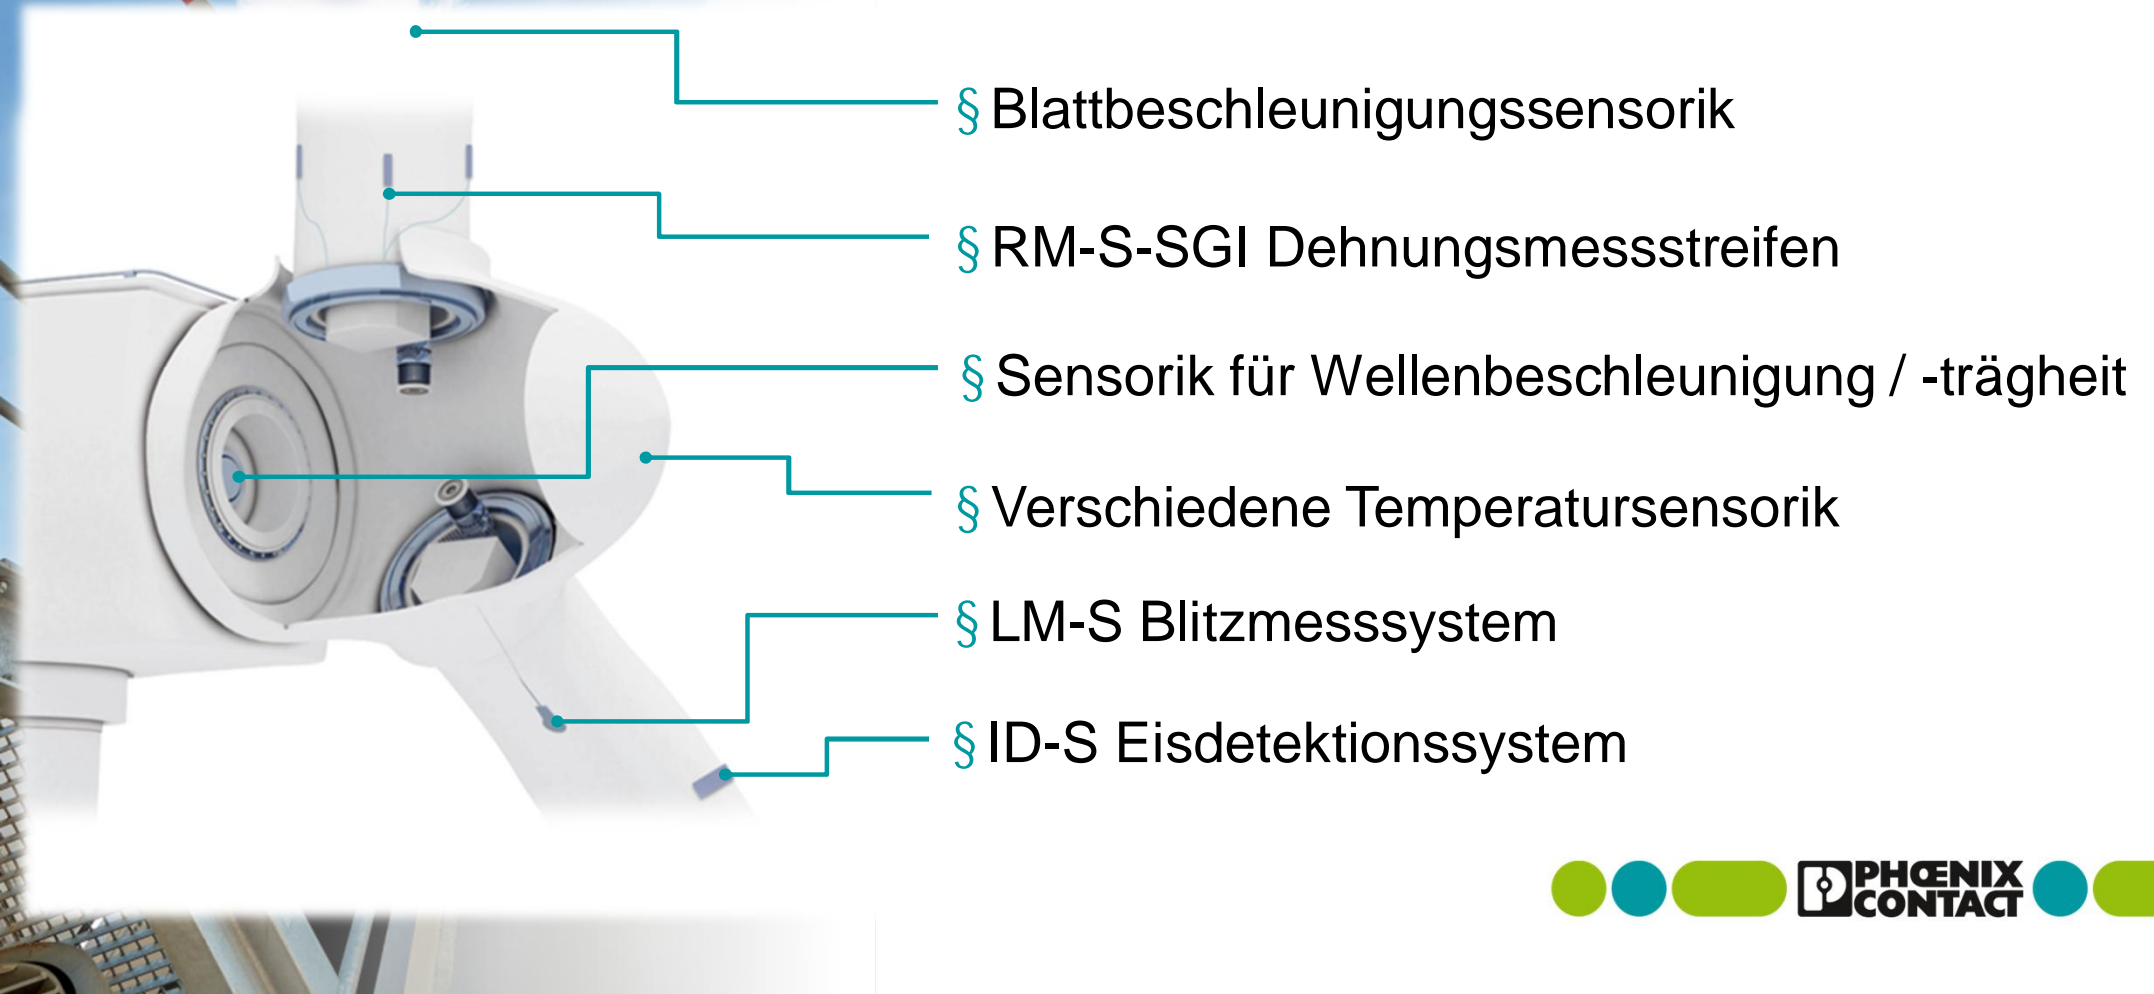 § Blattbeschleunigungssensorik
§ RM-S-SGI Dehnungsmessstreifen
§ Sensorik für Wellenbeschleunigung / -trägheit
§ Verschiedene Temperatursensorik
§ LM-S Blitzmesssystem
§ ID-S Eisdetektionssystem
PHŒNIX
CONTACT